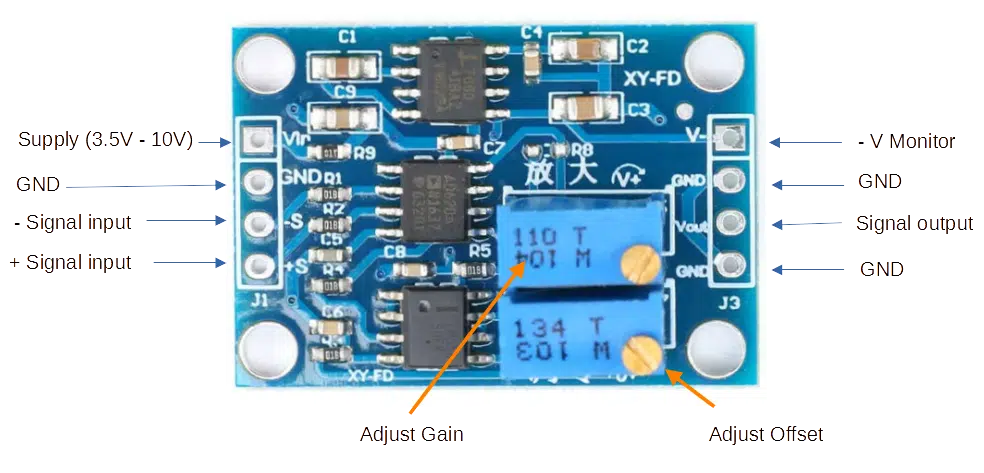 C1
C4
C2
XY-FD
C9
C3
Supply (3.5V - 10V)
Vin
R9
C7
R8
V-
- V Monitor
放大
V+
GND
GND
R1
GND
GND
- Signal input
-S
R2
C5
110 T
104 M
Vout
Signal output
+ Signal input
+S
R4
C8
R5
GND
GND
J1
J3
C6
134 T
103 M
XY-FD
Adjust Gain
Adjust Offset